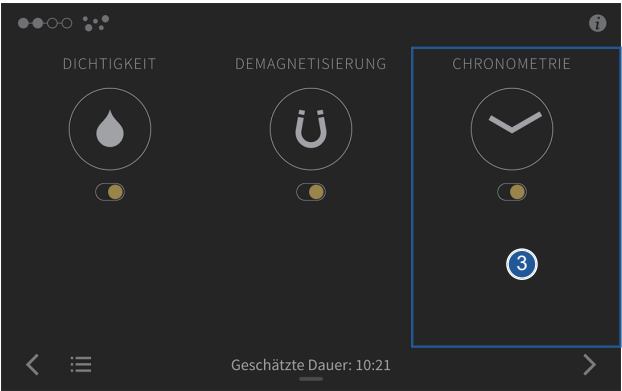 DICHTIGKEIT
DEMAGNETISIERUNG
CHRONOMETRIE
3
Geschätzte Dauer: 10:21
i